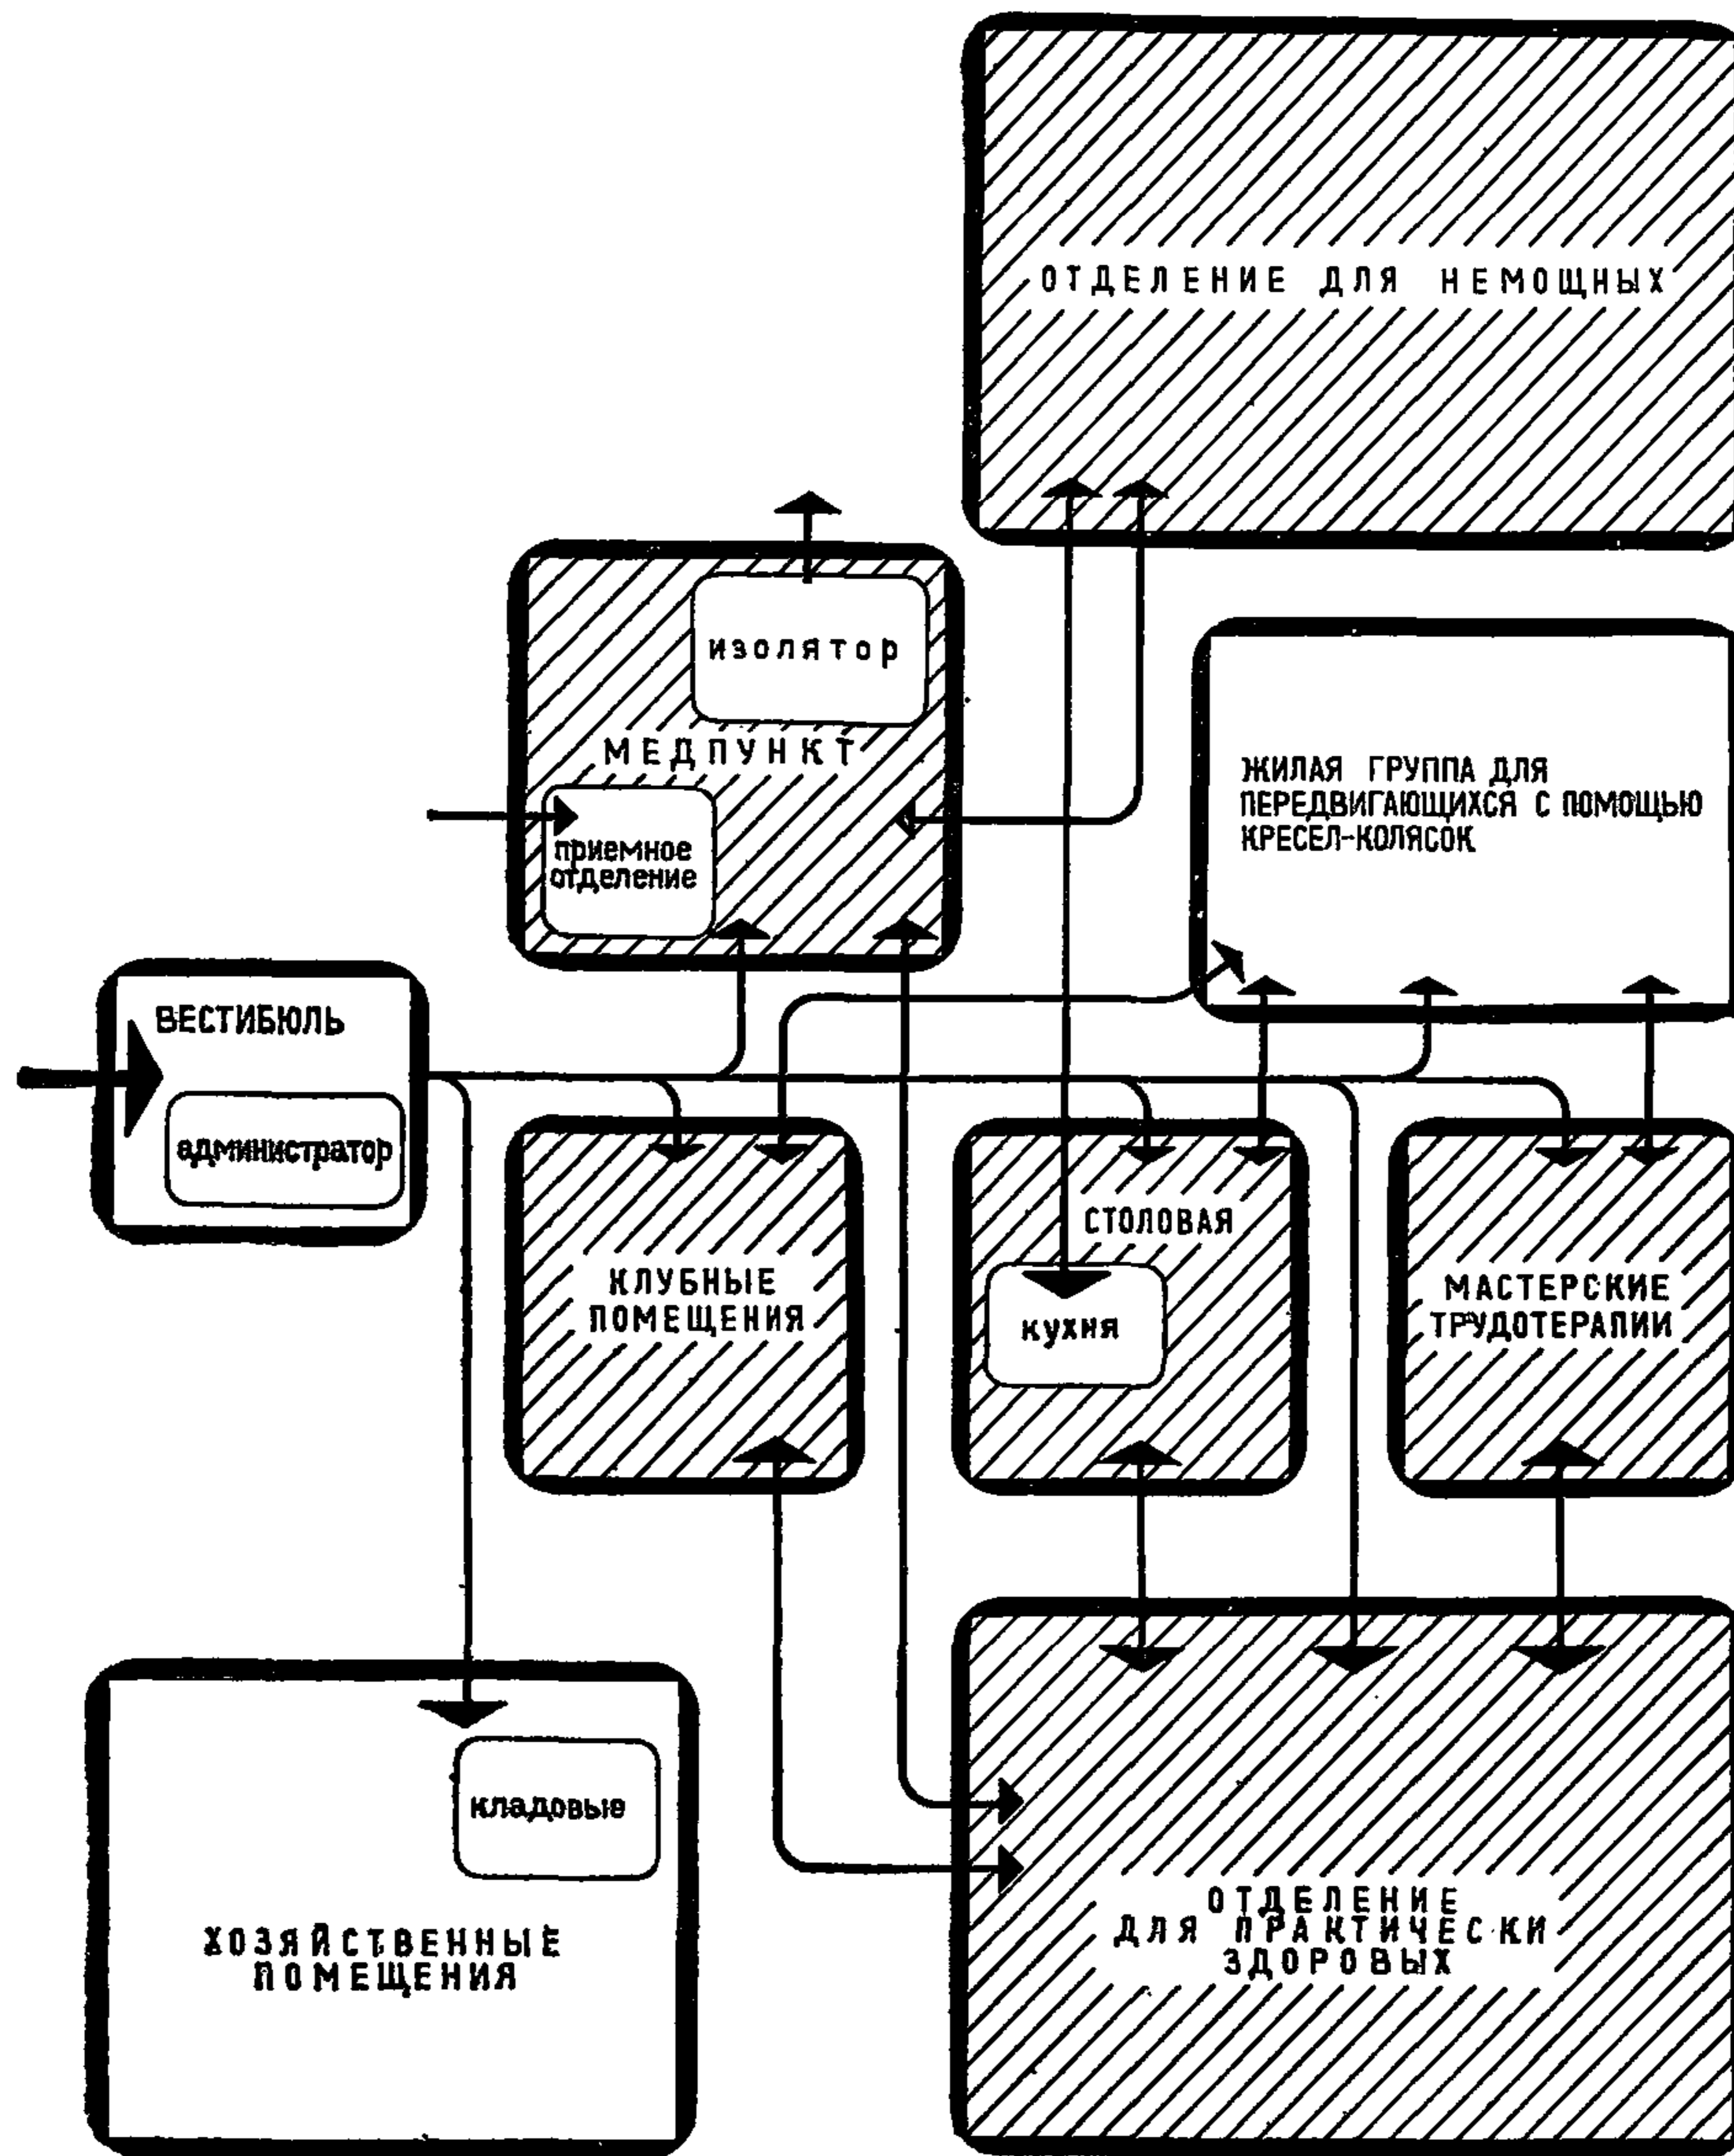 ОТДЕЛЕНИЕ ДЛЯ НЕМОЩНЫХ
изолятор
МЕДПУНКТ
приемное
отделение
ЖИЛАЯ ГРУППА ДЛЯ
ПЕРЕДВИГАЮЩИХСЯ С ПОМОЩЬЮ
КРЕСЕЛ-КОЛЯСОК
ВЕСТИБЮЛЬ
администратор
КЛУБНЫЕ
ПОМЕЩЕНИЯ
СТОЛОВАЯ
кухня
МАСТЕРСКИЕ
ТРУДОТЕРАПИИ
кладовые
ХОЗЯЙСТВЕННЫЕ
ПОМЕЩЕНИЯ
ОТДЕЛЕНИЕ
ДЛЯ ПРАКТИЧЕСКИ
ЗДОРОВЫХ